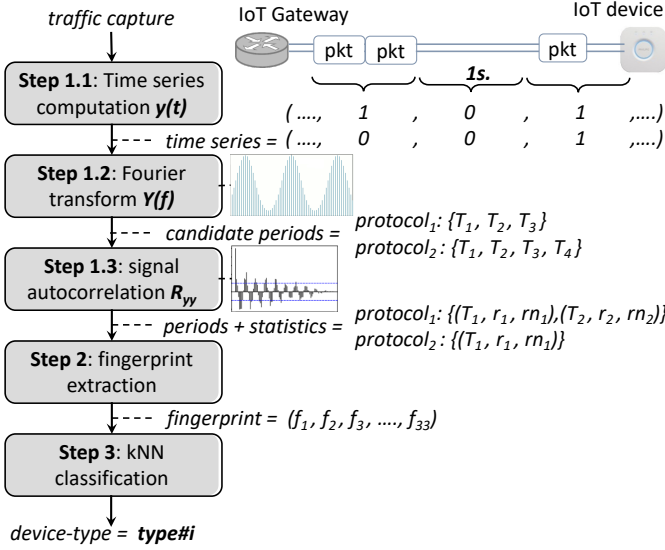 traffic capture
IoT Gateway
IoT device
pkt pkt pkt
Step 1.1: Time series
computation y(t)
1s.
(...., 1 , 0 , 1 ,....)
time series = (...., 0 , 0 , 1 ,....)
Step 1.2: Fourier
transform Y(f)
candidate periods = protocol1: {T1, T2, T3}
protocol2: {T1, T2, T3, T4}
Step 1.3: signal
autocorrelation Ryy
periods + statistics = protocol1: {(T1, r1, rn1),(T2, r2, rn2)}
protocol2: {(T1, r1, rn1)}
Step 2: fingerprint
extraction
fingerprint = (f1, f2, f3, ...., f33)
Step 3: kNN
classification
device-type = type#i